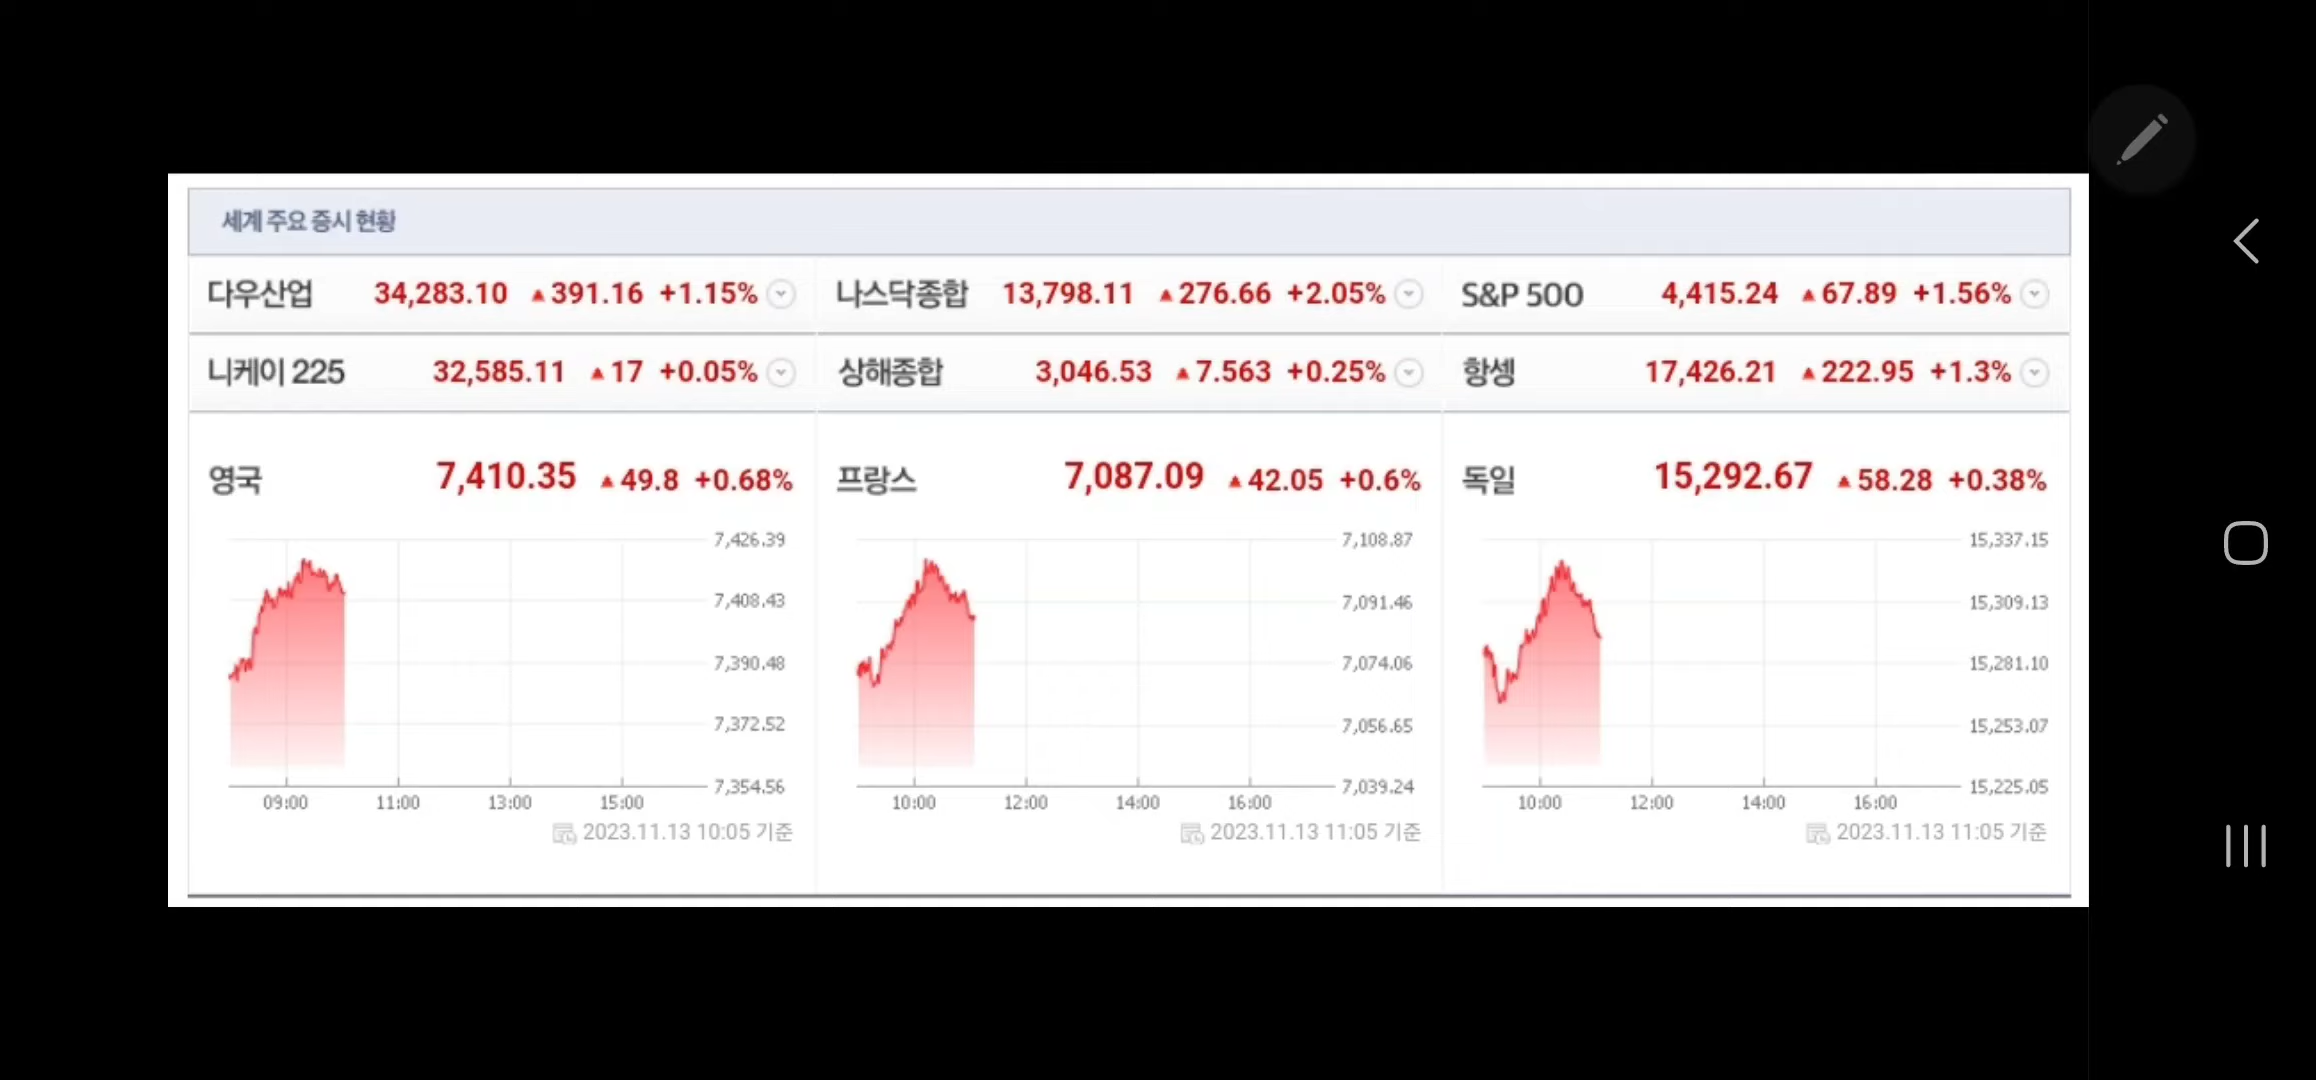 세계 주요 증시 현황
다우산업 34,283.10 ▲391.16 +1.15% 나스닥종합 13,798.11 ▲276.66 +2.05% S&P 500 4,415.24 ▲67.89 +1.56%
니케이 225 32,585.11 ▲17 +0.05% 상해종합 3,046.53 ▲7.563 +0.25% 항셍 17,426.21 ▲222.95 +1.3%
영국 7,410.35 ▲49.8 +0.68%
7,426.39
7,408.43
7,390.48
7,372.52
7,354.56
09:00 11:00 13:00 15:00
2023.11.13 10:05 기준
프랑스 7,087.09 ▲42.05 +0.6%
7,108.87
7,091.46
7,074.06
7,056.65
7,039.24
10:00 12:00 14:00 16:00
2023.11.13 11:05 기준
독일 15,292.67 ▲58.28 +0.38%
15,337.15
15,309.13
15,281.10
15,253.07
15,225.05
10:00 12:00 14:00 16:00
2023.11.13 11:05 기준